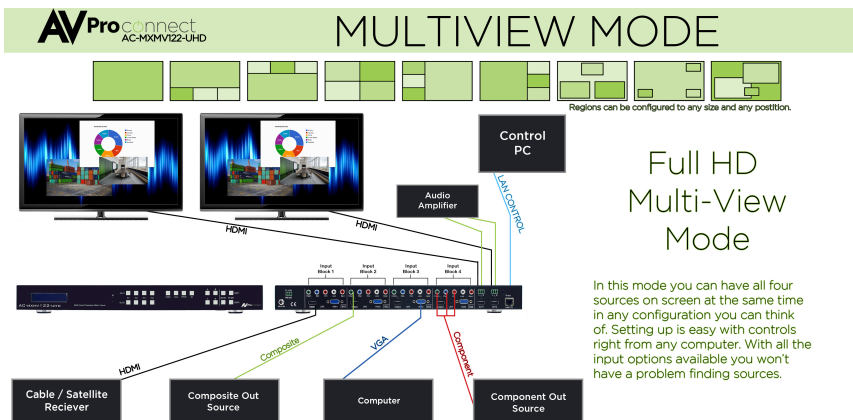 AVProconnect
AC-MXMV122-UHD
MULTIVIEW MODE
Regions can be configured to any size and any postition.
Control
PC
LAN CONTROL
Audio
Amplifier
HDMI
HDMI
Full HD
Multi-View
Mode
Input
Block 1
Input
Block 2
Input
Block 3
Input
Block 4
In this mode you can have all four
sources on screen at the same time
in any configuration you can think
of. Setting up is easy with controls
right from any computer. With all the
input options available you won't
have a problem finding sources.
HDMI
Composite
VGA
Component
Cable / Satellite
Reciever
Composite Out
Source
Computer
Component Out
Source